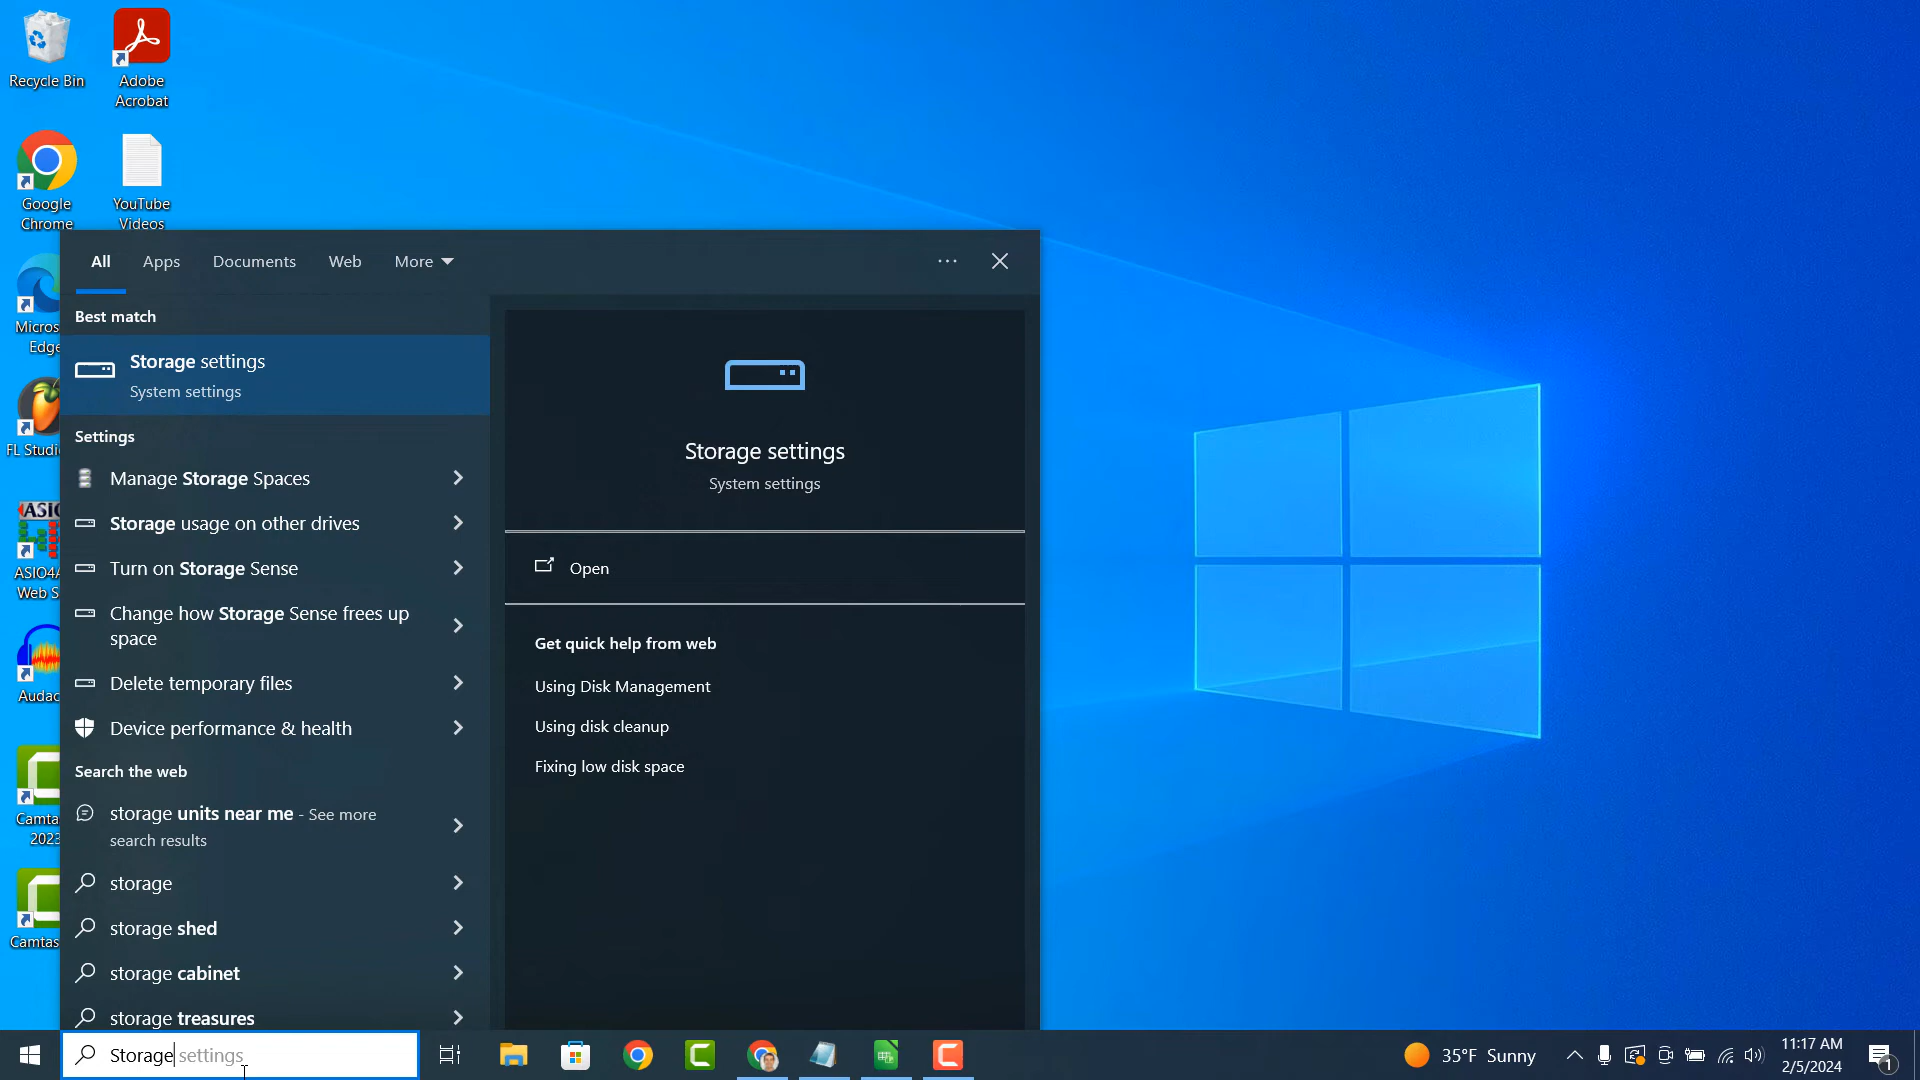 Recycle Bin
Adobe
Acrobat
Google
Chrome
YouTube
Videos
Micros
Edge
FL Studi
ASIO
ASIO4A
Web S
Audac
Camta
2023
Camtas
All
Apps
Documents
Web
More
Best match
Storage settings
System settings
Settings
Manage Storage Spaces
Storage usage on other drives
Turn on Storage Sense
Change how Storage Sense frees up
space
Delete temporary files
Device performance & health
Search the web
storage units near me - See more
search results
storage
storage shed
storage cabinet
storage treasures
Storage settings
System settings
Open
Get quick help from web
Using Disk Management
Using disk cleanup
Fixing low disk space
Storage settings
35°F Sunny
11:17 AM
2/5/2024
1